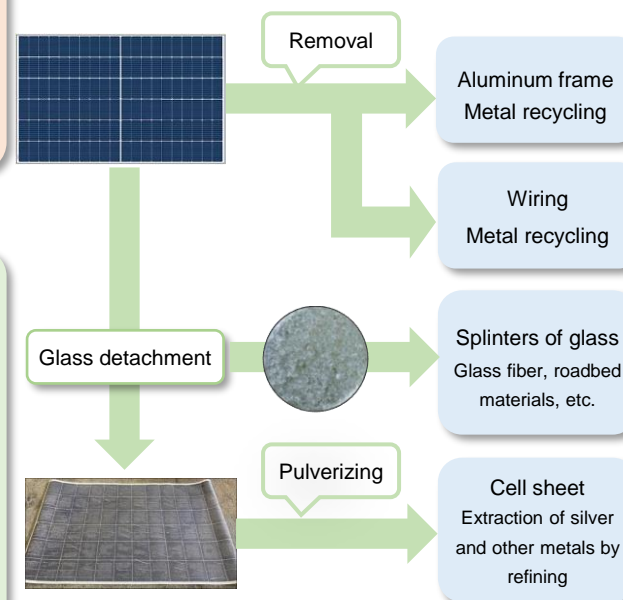 Removal
Aluminum frame
Metal recycling
Wiring
Metal recycling
Glass detachment
Splinters of glass
Glass fiber, roadbed
materials, etc.
Pulverizing
Cell sheet
Extraction of silver
and other metals by
refining